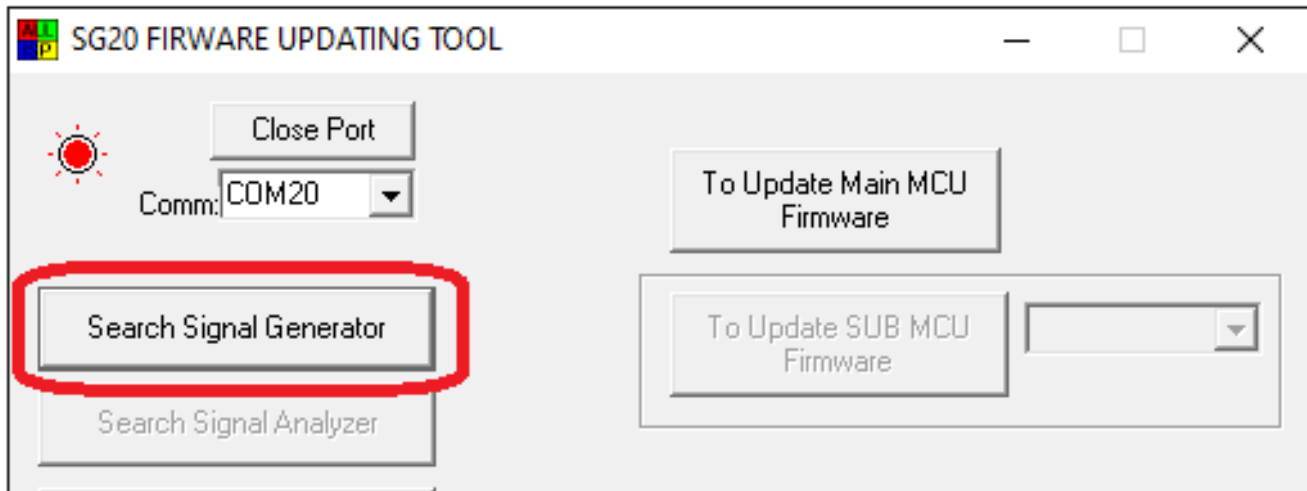 SG20 FIRWARE UPDATING TOOL
Close Port
Comm:
COM20
To Update Main MCU
Firmware
Search Signal Generator
To Update SUB MCU
Firmware
Search Signal Analyzer